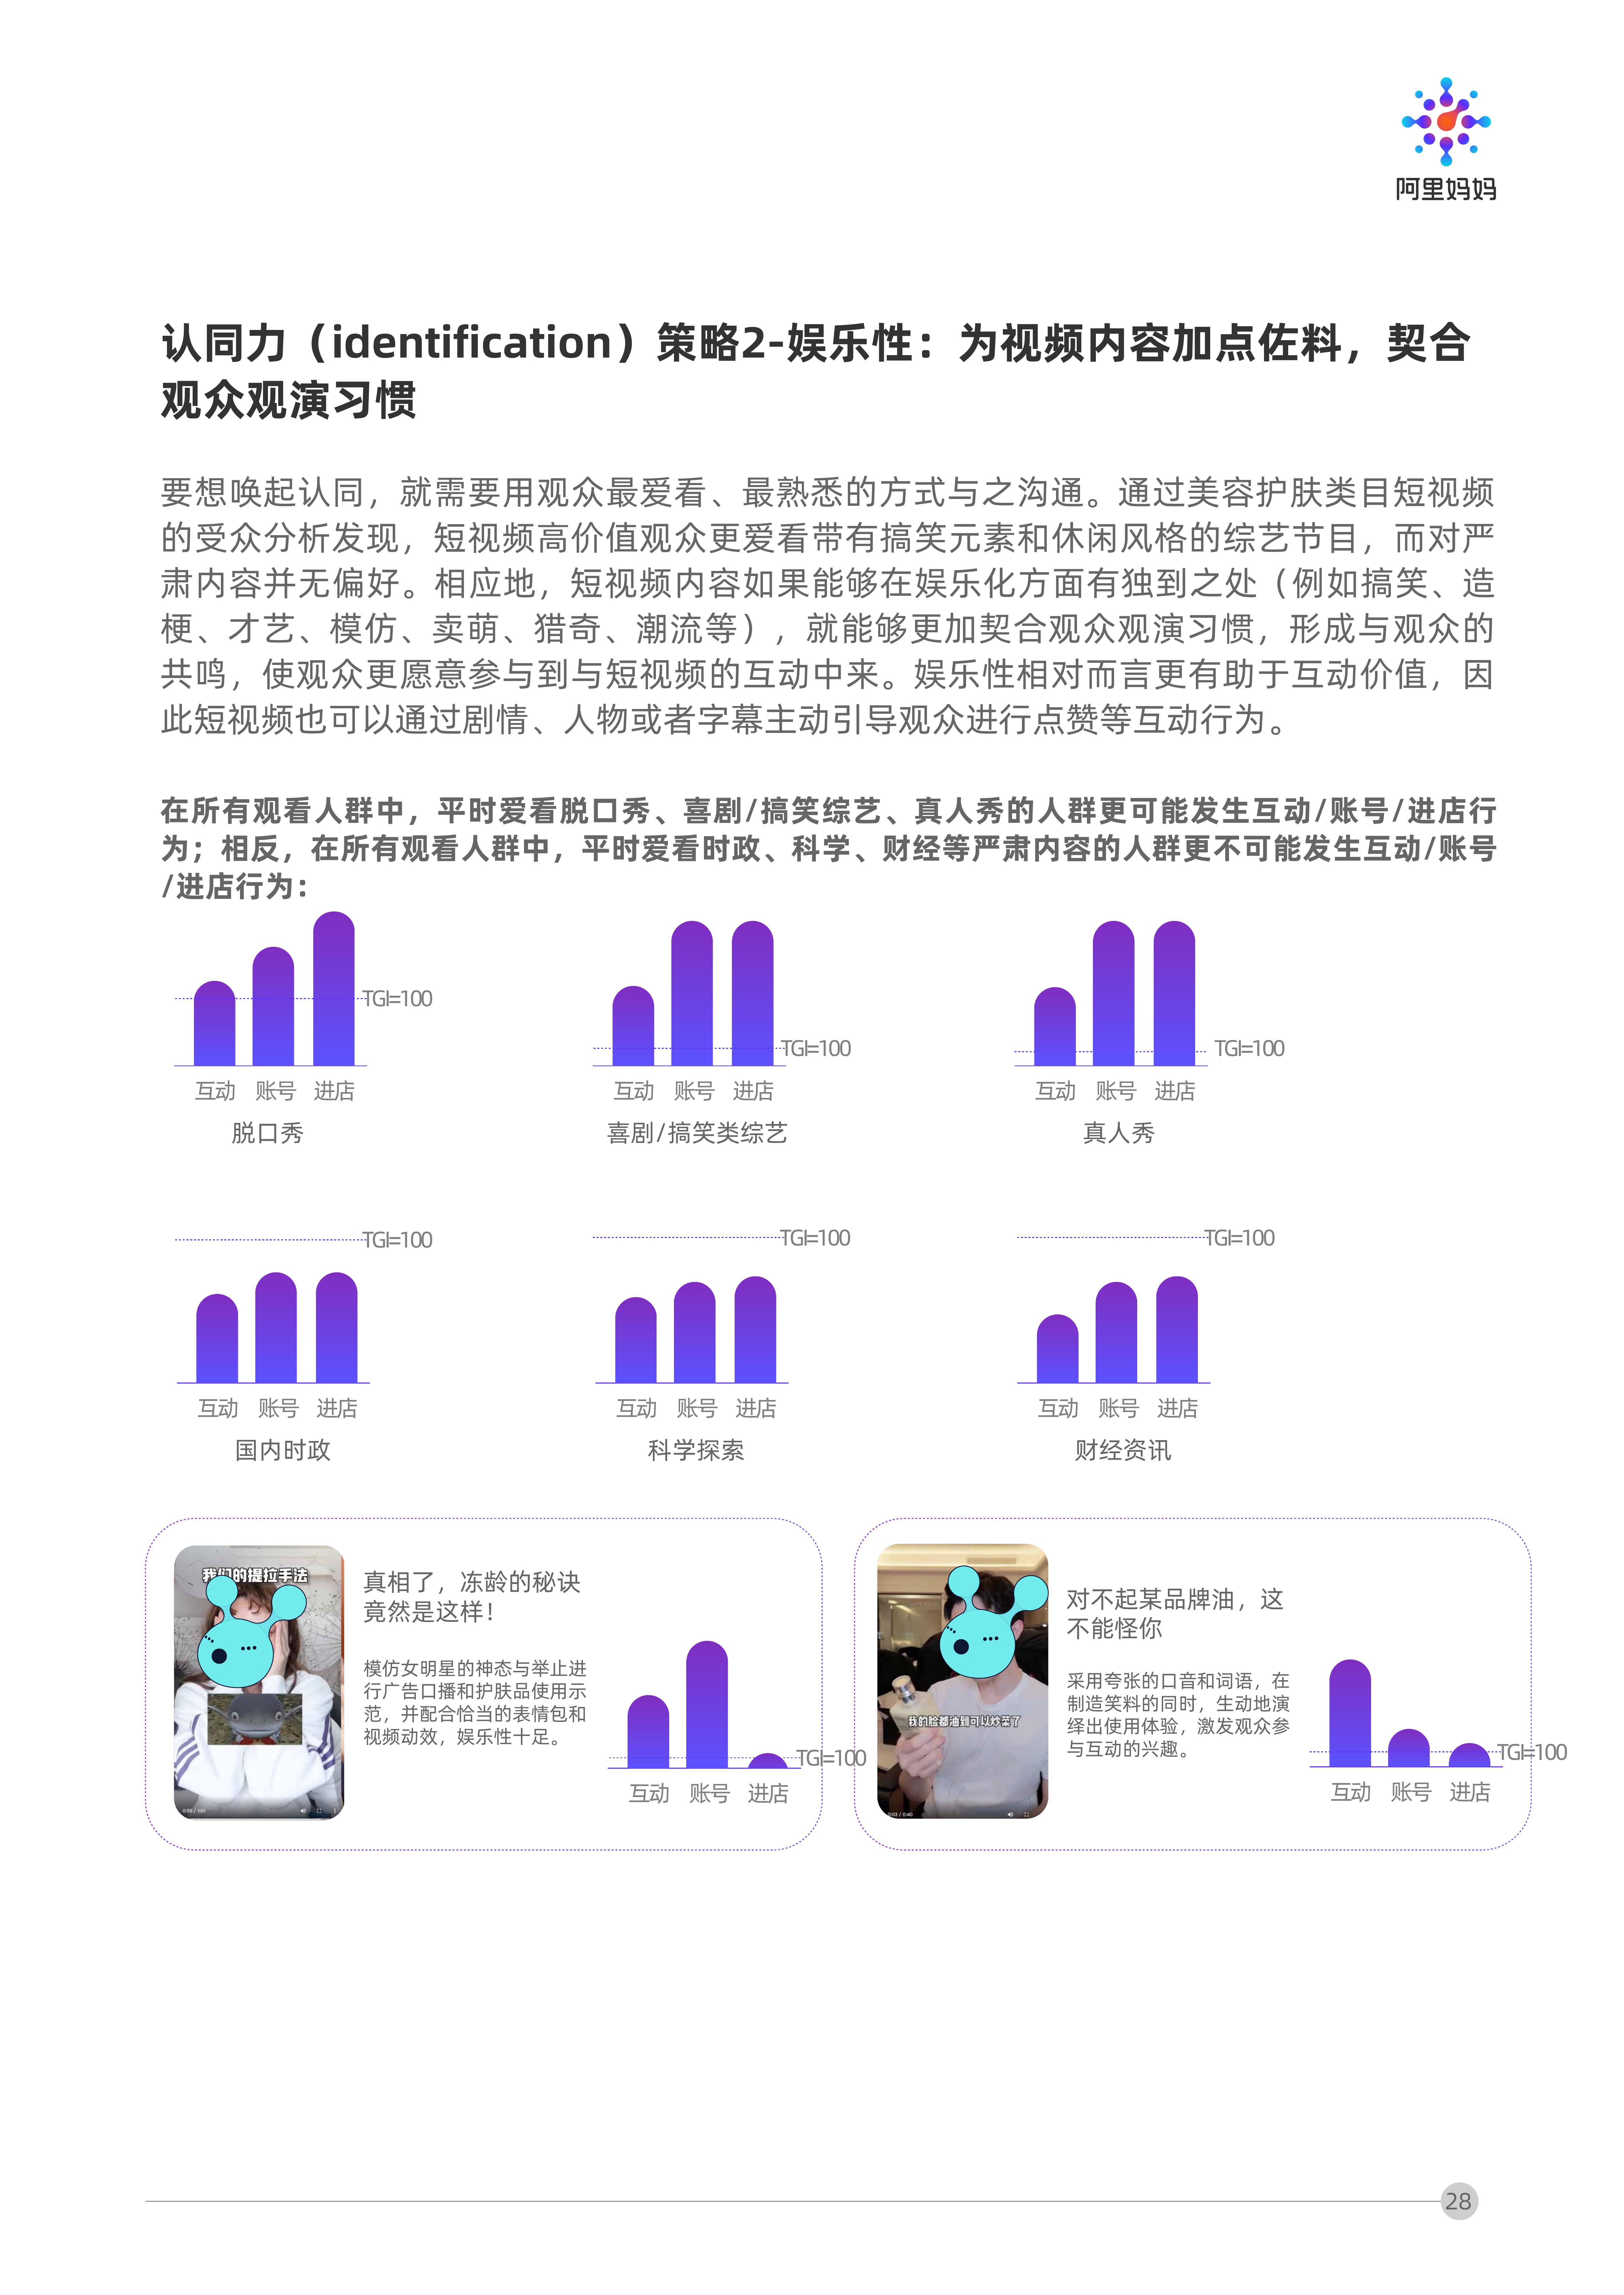 阿里妈妈
认同力（identification）策略2-娱乐性：为视频内容加点佐料，契合
观众观演习惯
要想唤起认同，就需要用观众最爱看、最熟悉的方式与之沟通。通过美容护肤类目短视频
的受众分析发现，短视频高价值观众更爱看带有搞笑元素和休闲风格的综艺节目，而对严
肃内容并无偏好。相应地，短视频内容如果能够在娱乐化方面有独到之处（例如搞笑、造
梗、才艺、模仿、卖萌、猎奇、潮流等），就能够更加契合观众观演习惯，形成与观众的
共鸣，使观众更愿意参与到与短视频的互动中来。娱乐性相对而言更有助于互动价值，因
此短视频也可以通过剧情、人物或者字幕主动引导观众进行点赞等互动行为。
在所有观看人群中，平时爱看脱口秀、喜剧/搞笑综艺、真人秀的人群更可能发生互动/账号/进店行
为；相反，在所有观看人群中，平时爱看时政、科学、财经等严肃内容的人群更不可能发生互动/账号
/进店行为：
TGI=100
互动 账号 进店
脱口秀
TGI=100
互动 账号 进店
喜剧/搞笑类综艺
TGI=100
互动 账号 进店
真人秀
TGI=100
互动 账号 进店
国内时政
TGI=100
互动 账号 进店
科学探索
TGI=100
互动 账号 进店
财经资讯
我们的提拉手法
0:16 / 1:01
真相了，冻龄的秘诀
竟然是这样！
模仿女明星的神态与举止进
行广告口播和护肤品使用示
范，并配合恰当的表情包和
视频动效，娱乐性十足。
TGI=100
互动 账号 进店
我的脸都油到可以炒菜了
0:03 / 0:40
对不起某品牌油，这
不能怪你
采用夸张的口音和词语，在
制造笑料的同时，生动地演
绎出使用体验，激发观众参
与互动的兴趣。
TGI=100
互动 账号 进店
28